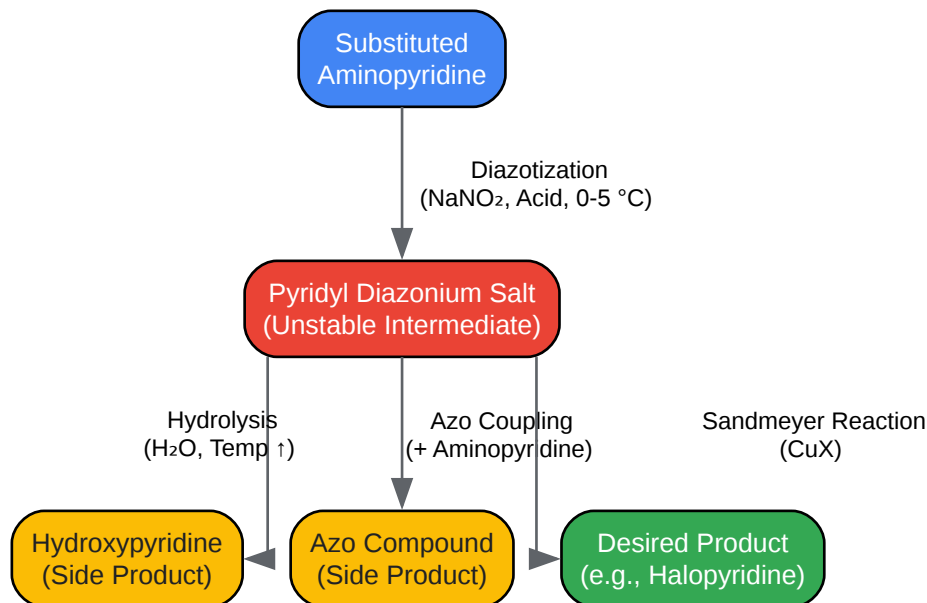 Substituted
Aminopyridine
Diazotization
(NaNO₂, Acid, 0-5 °C)
Pyridyl Diazonium Salt
(Unstable Intermediate)
Hydrolysis
(H₂O, Temp ↑)
Azo Coupling
(+ Aminopyridine)
Sandmeyer Reaction
(CuX)
Hydroxypyridine
(Side Product)
Azo Compound
(Side Product)
Desired Product
(e.g., Halopyridine)